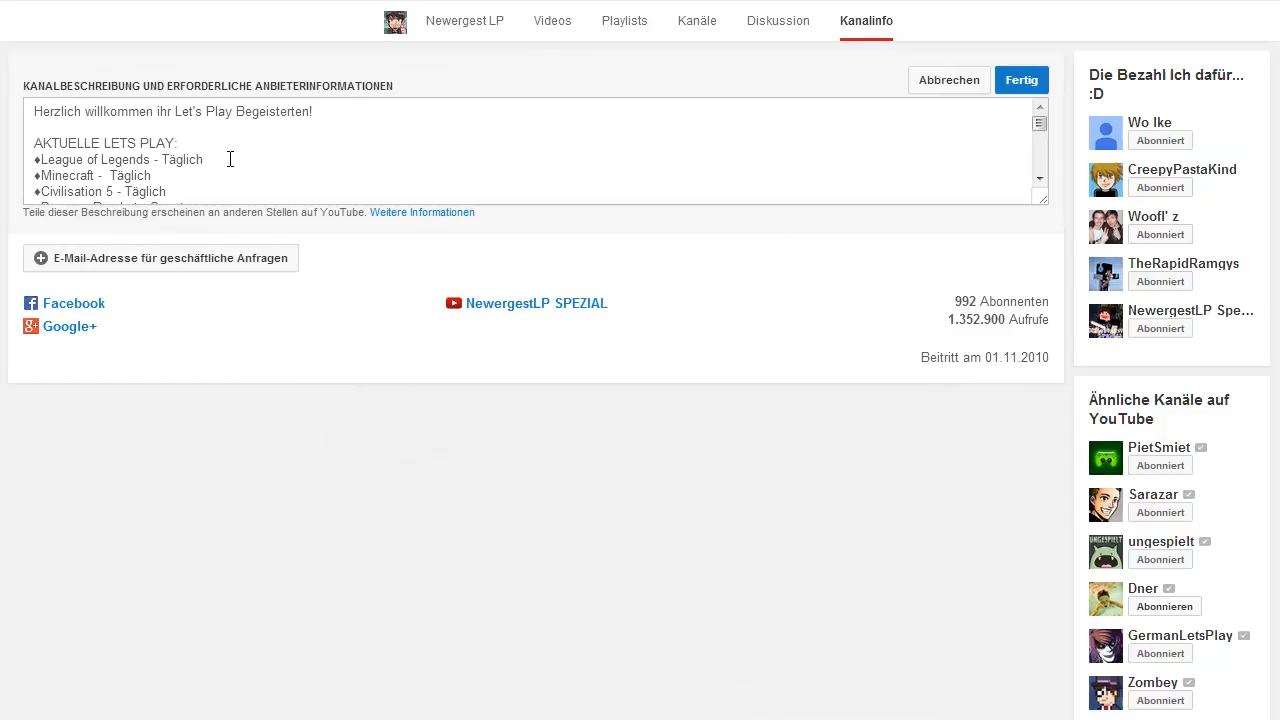 Newergest LP Videos Playlists Kanäle Diskussion Kanalinfo
KANALBESCHREIBUNG UND ERFORDERLICHE ANBIETERINFORMATIONEN
Abbrechen Fertig
Herzlich willkommen ihr Let's Play Begeisterten!
AKTUELLE LETS PLAY:
♦League of Legends - Täglich
♦Minecraft - Täglich
♦Civilisation 5 - Täglich
Teile dieser Beschreibung erscheinen an anderen Stellen auf YouTube. Weitere Informationen
E-Mail-Adresse für geschäftliche Anfragen
Facebook
Google+
NewergestLP SPEZIAL
992 Abonnenten
1.352.900 Aufrufe
Beitritt am 01.11.2010
Die Bezahl Ich dafür...
:D
Wo Ike
Abonniert
CreepyPastaKind
Abonniert
Woofl' z
Abonniert
TheRapidRamgys
Abonniert
NewergestLP Spe...
Abonniert
Ähnliche Kanäle auf
YouTube
PietSmiet
Abonniert
Sarazar
Abonniert
UNGESPIELT
ungespielt
Abonniert
Dner
Abonnieren
GermanLetsPlay
Abonniert
Zombey
Abonniert